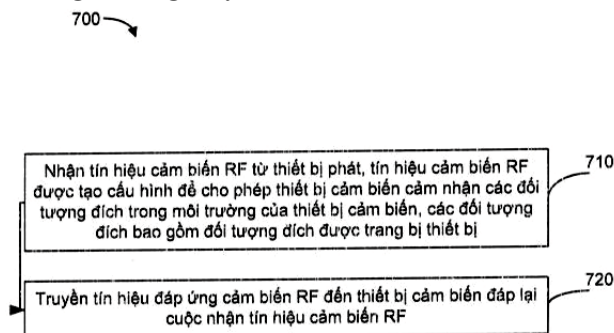 700
Nhận tín hiệu cảm biến RF từ thiết bị phát, tín hiệu cảm biến RF
được tạo cấu hình để cho phép thiết bị cảm biến cảm nhận các đối
tượng đích trong môi trường của thiết bị cảm biến, các đối tượng
đích bao gồm đối tượng đích được trang bị thiết bị
710
Truyền tín hiệu đáp ứng cảm biến RF đến thiết bị cảm biến đáp lại
cuộc nhận tín hiệu cảm biến RF
720